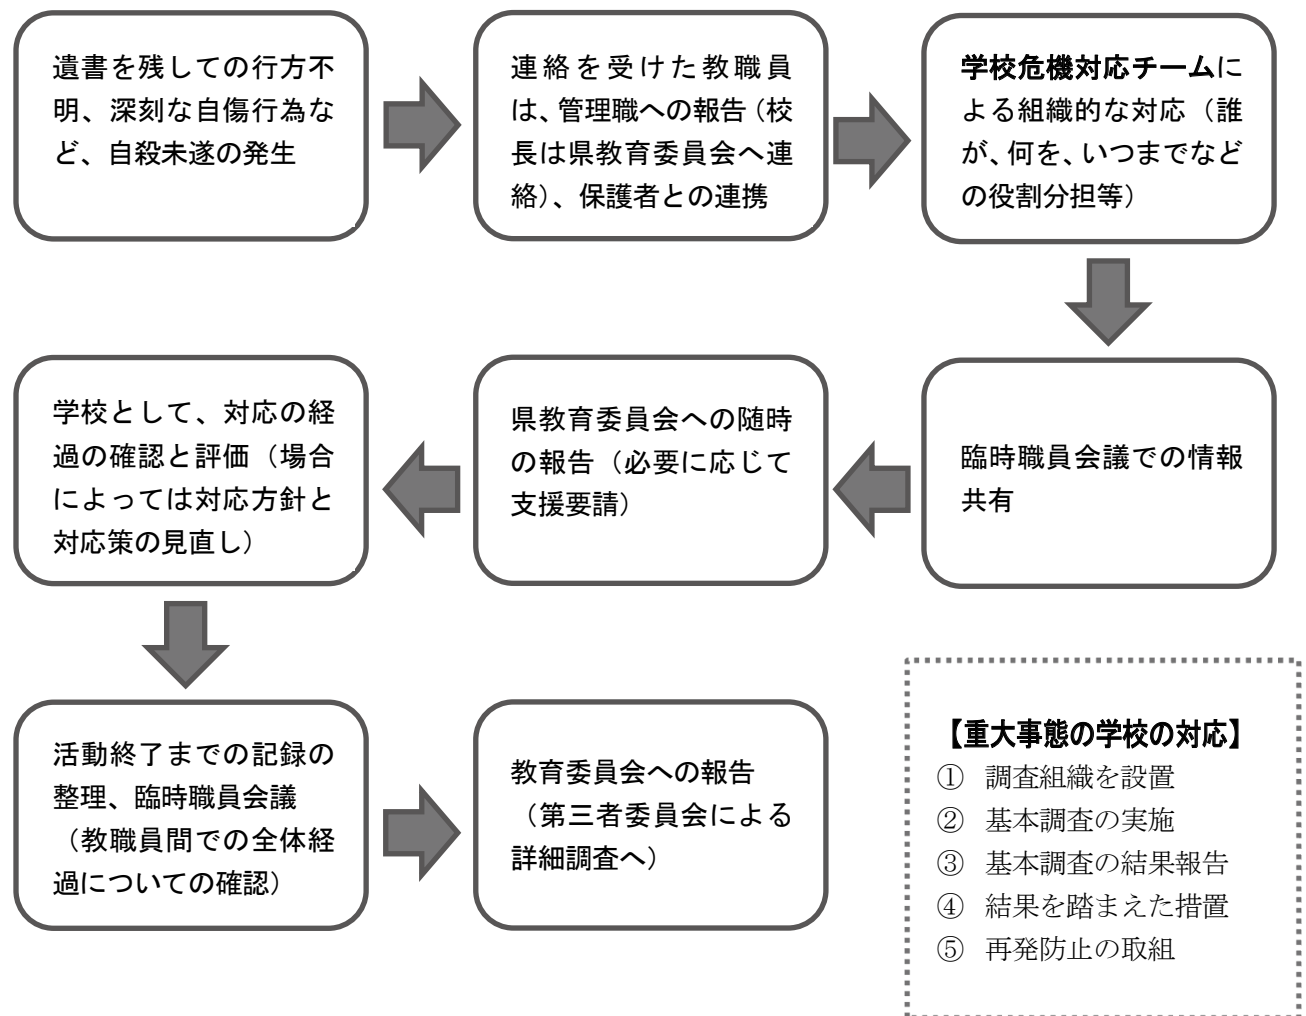 遺書を残しての行方不
明、深刻な自傷行為な
ど、自殺未遂の発生
連絡を受けた教職員
は、管理職への報告（校
長は県教育委員会へ連
絡）、保護者との連携
学校危機対応チームに
よる組織的な対応（誰
が、何を、いつまでなど
の役割分担等）
臨時職員会議での情報
共有
県教育委員会への随時
の報告（必要に応じて
支援要請）
学校として、対応の経
過の確認と評価（場合
によっては対応方針と
対応策の見直し）
活動終了までの記録の
整理、臨時職員会議
（教職員間での全体経
過についての確認）
教育委員会への報告
（第三者委員会による
詳細調査へ）
【重大事態の学校の対応】
① 調査組織を設置
② 基本調査の実施
③ 基本調査の結果報告
④ 結果を踏まえた措置
⑤ 再発防止の取組